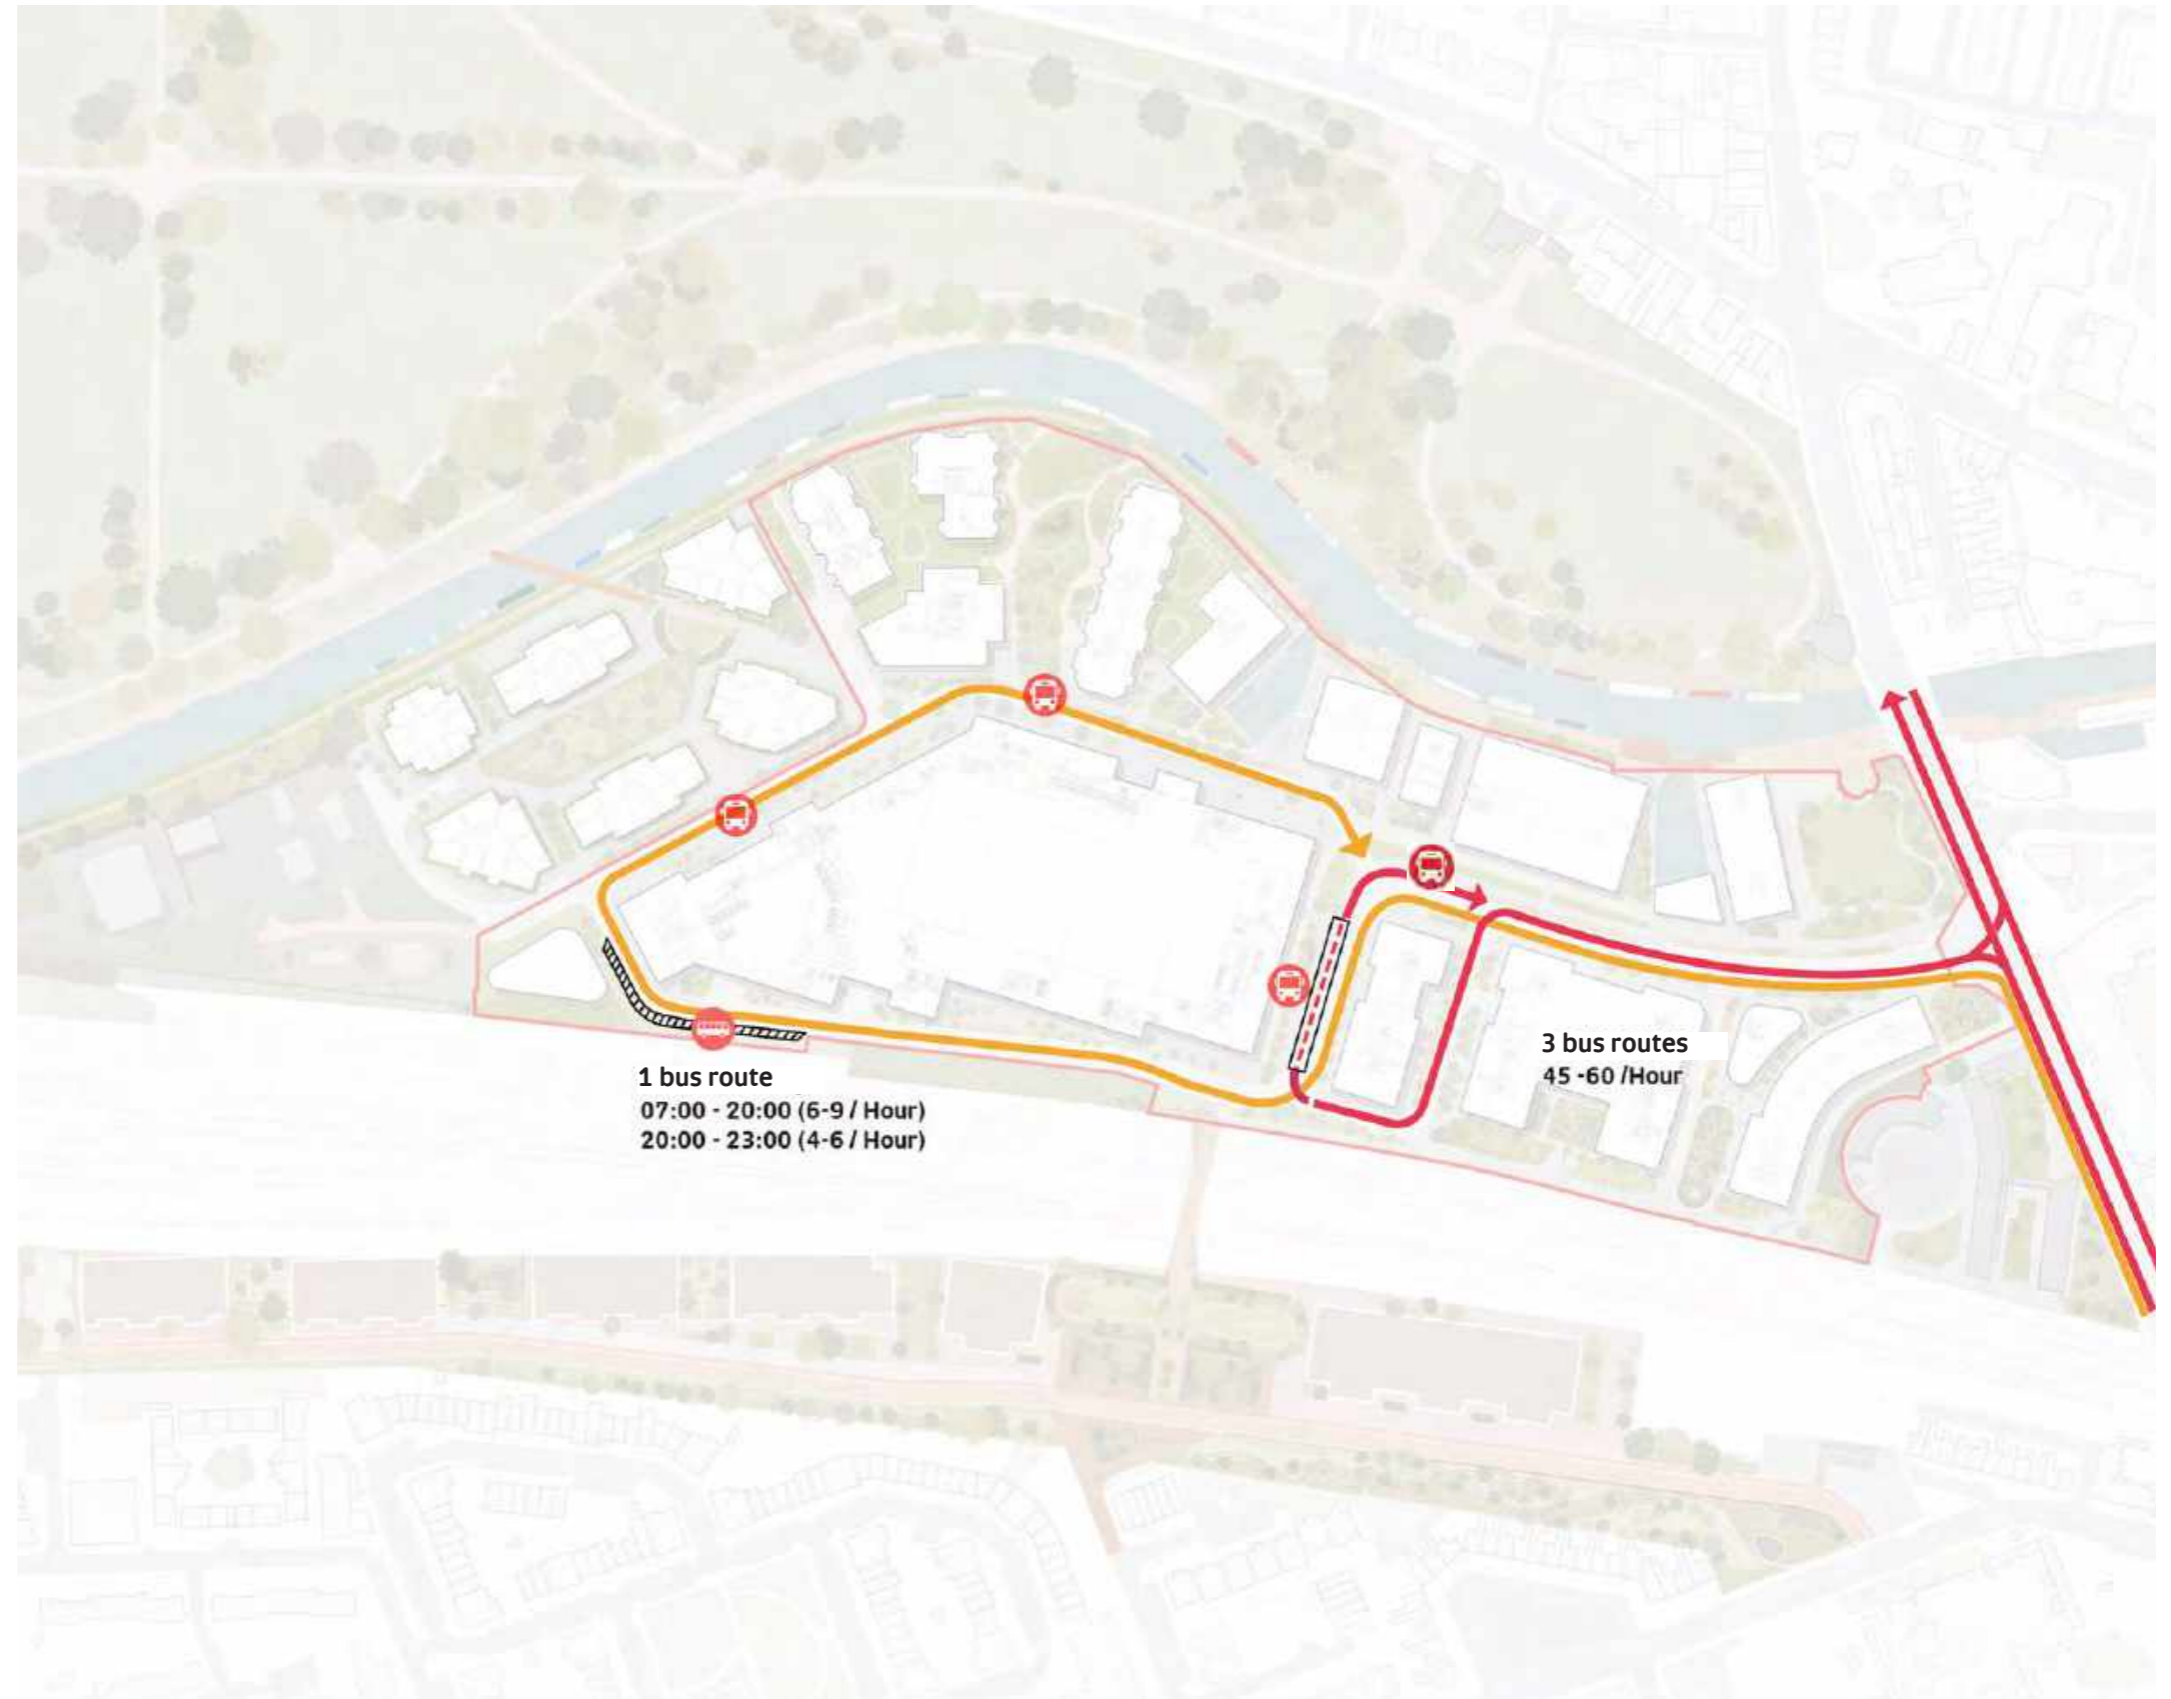 1 bus route
07:00 - 20:00 (6-9 / Hour)
20:00 - 23:00 (4-6 / Hour)
3 bus routes
45 -60 /Hour